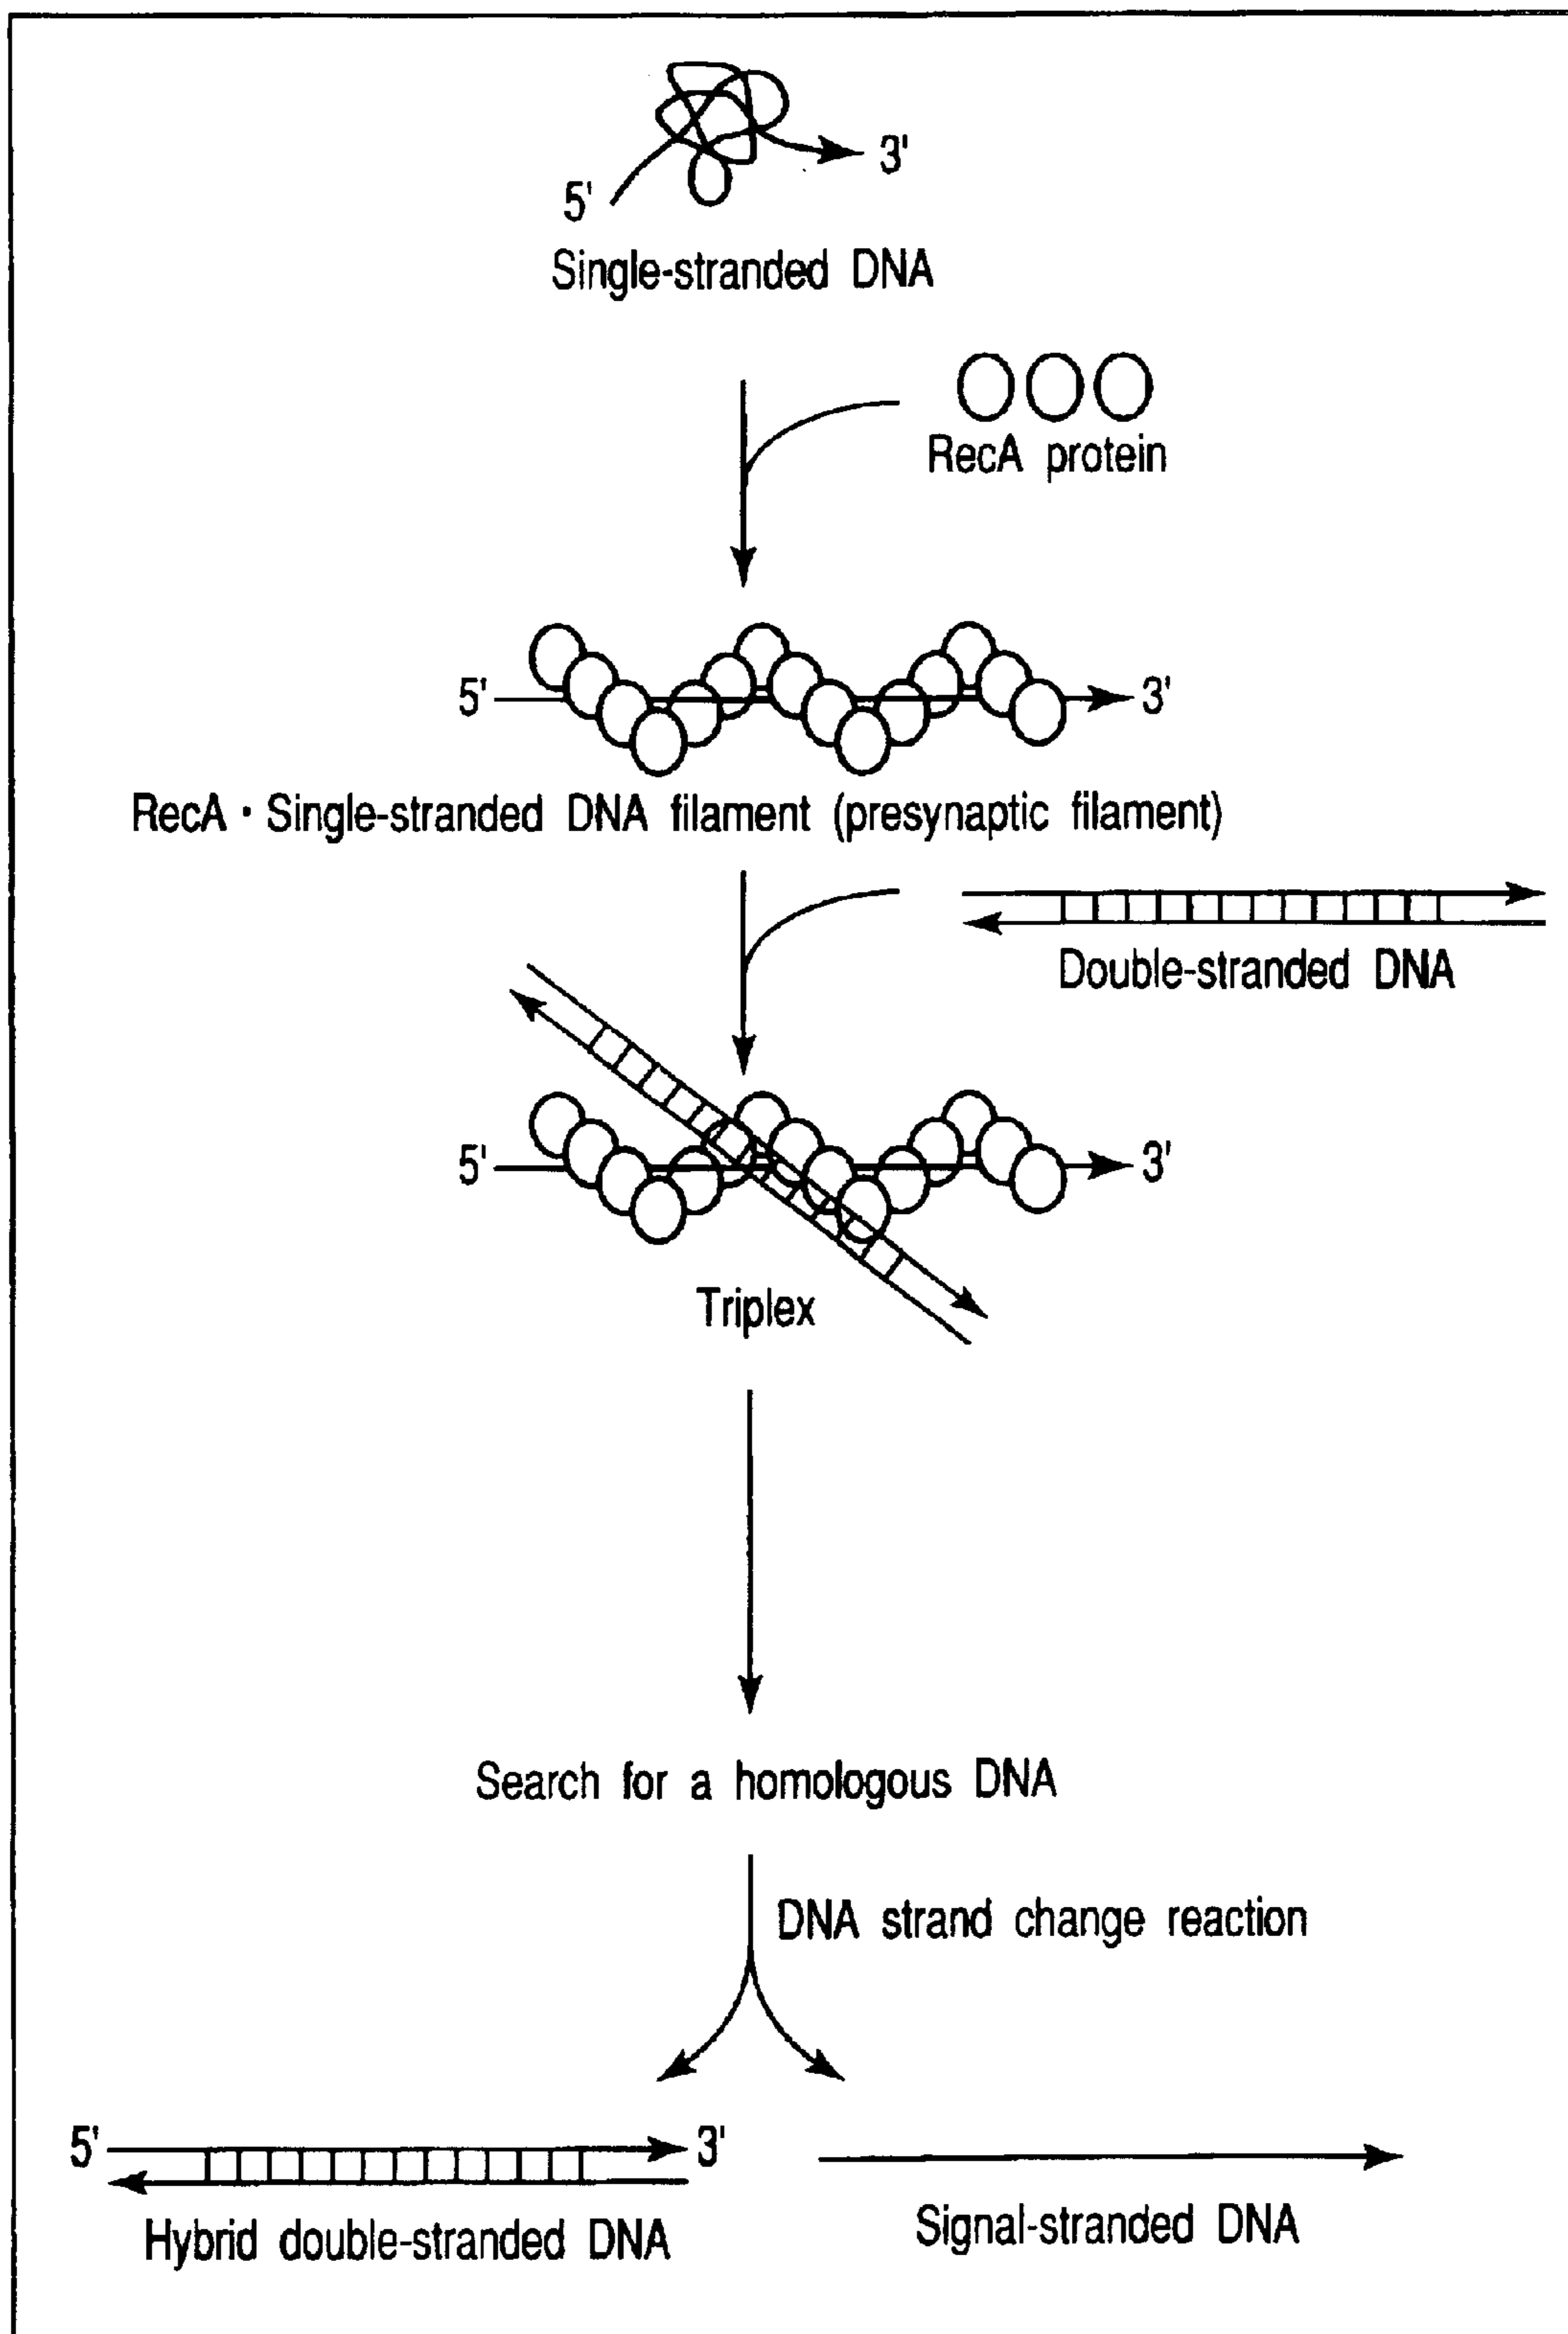 3'
5'
Single-stranded DNA
RecA protein
5' 3'
RecA · Single-stranded DNA filament (presynaptic filament)
Double-stranded DNA
5' 3'
Triplex
Search for a homologous DNA
DNA strand change reaction
5' 3'
Hybrid double-stranded DNA
Signal-stranded DNA